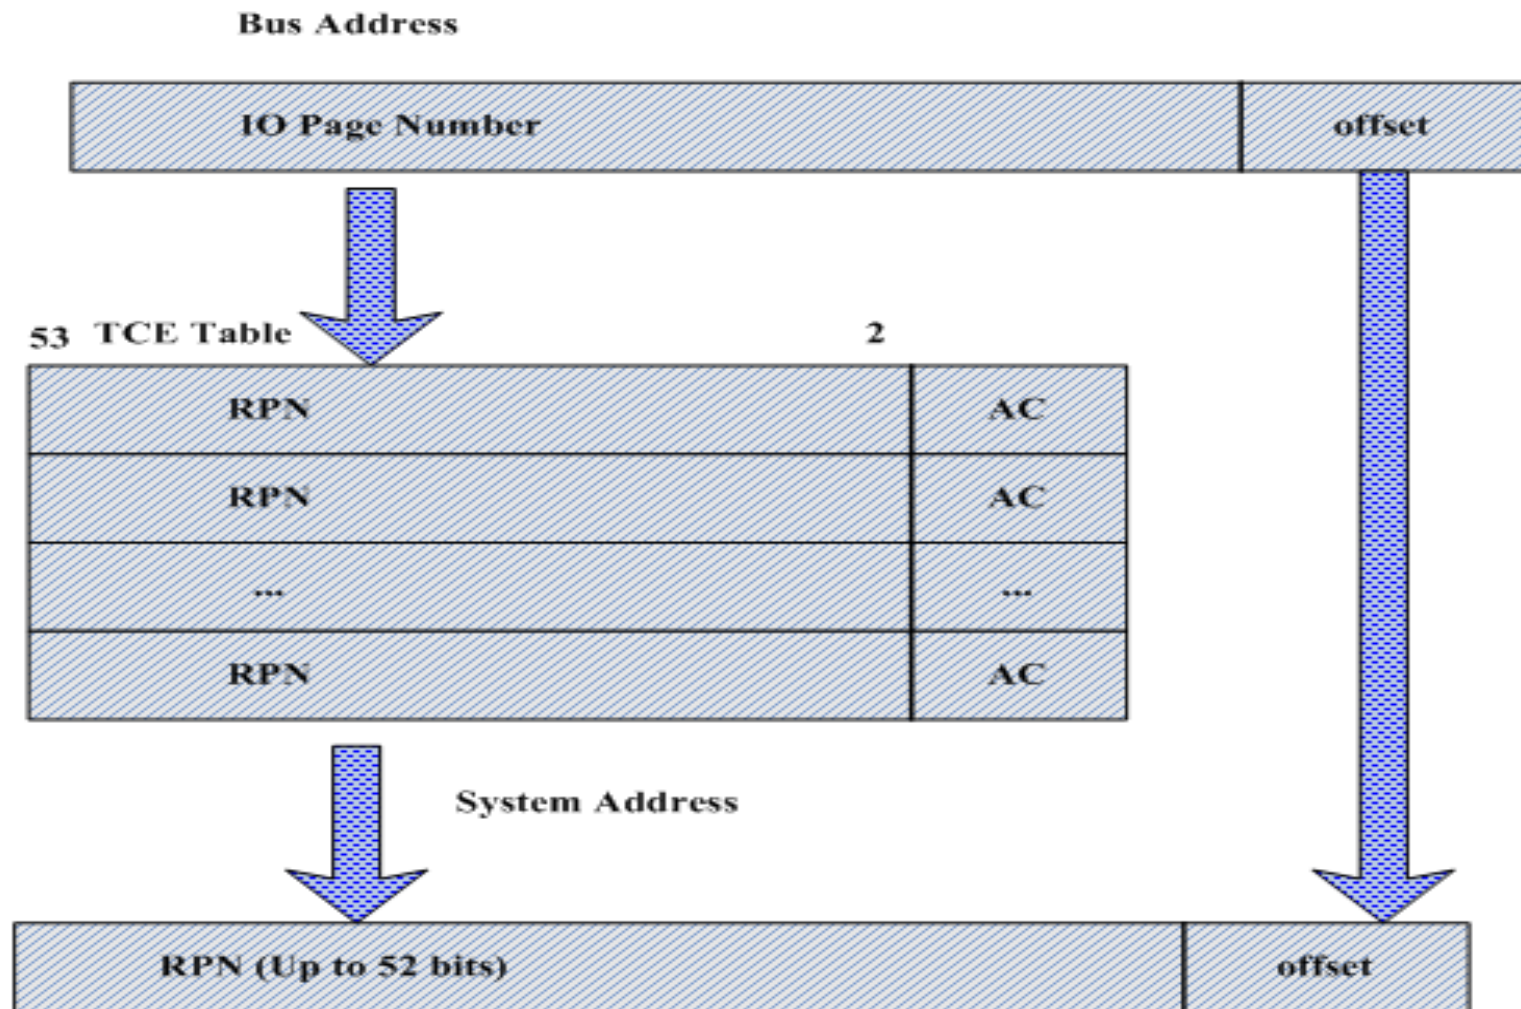 Bus Address
IO Page Number offset
53 TCE Table 2
RPN AC
RPN AC
... ...
RPN AC
System Address
RPN (Up to 52 bits) offset